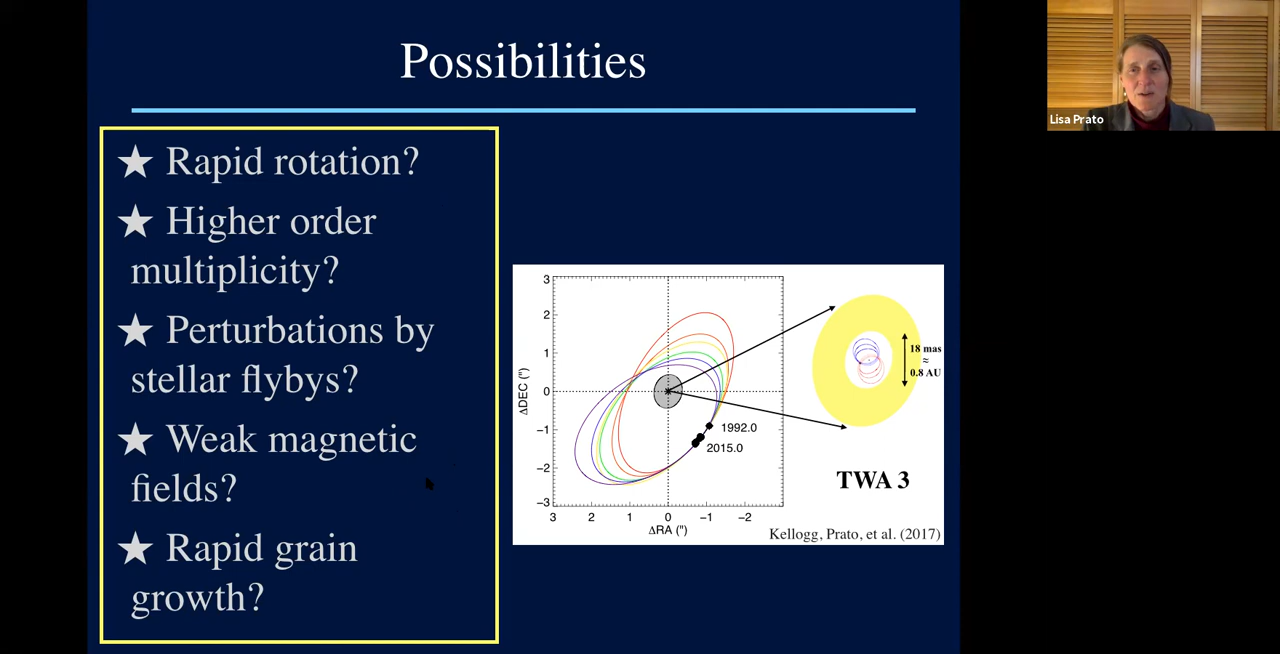 Possibilities
★ Rapid rotation?
★ Higher order
multiplicity?
★ Perturbations by
stellar flybys?
★ Weak magnetic
fields?
★ Rapid grain
growth?
3
2
1
0
−1
−2
−3
ΔDEC (")
3 2 1 0 −1 −2
ΔRA (")
1992.0
2015.0
18 mas
≈
0.8 AU
TWA 3
Kellogg, Prato, et al. (2017)
Lisa Prato